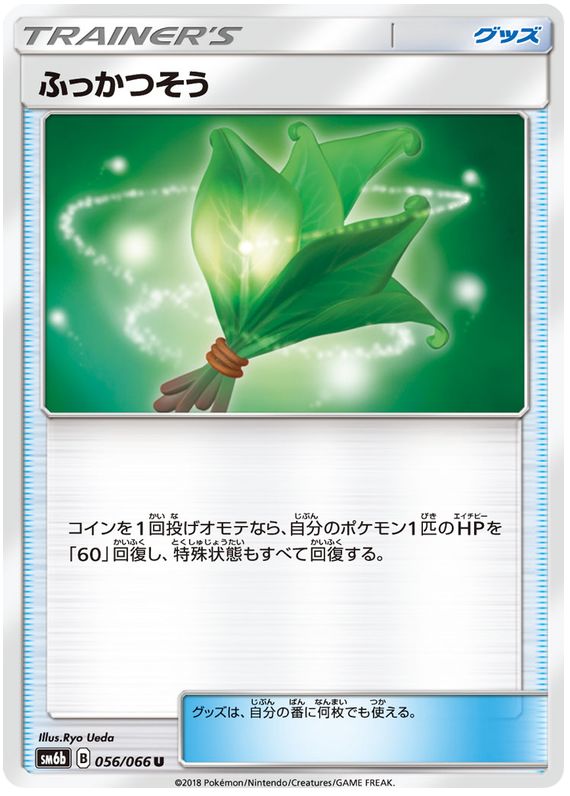 TRAINER'S
グッズ
ふっかつそう
コインを1回投げオモテなら、自分のポケモン1匹のHPを
「60」回復し、特殊状態もすべて回復する。
グッズは、自分の番に何枚でも使える。
Illus.Ryo Ueda
sm6b B 056/066 U
©2018 Pokémon/Nintendo/Creatures/GAME FREAK.